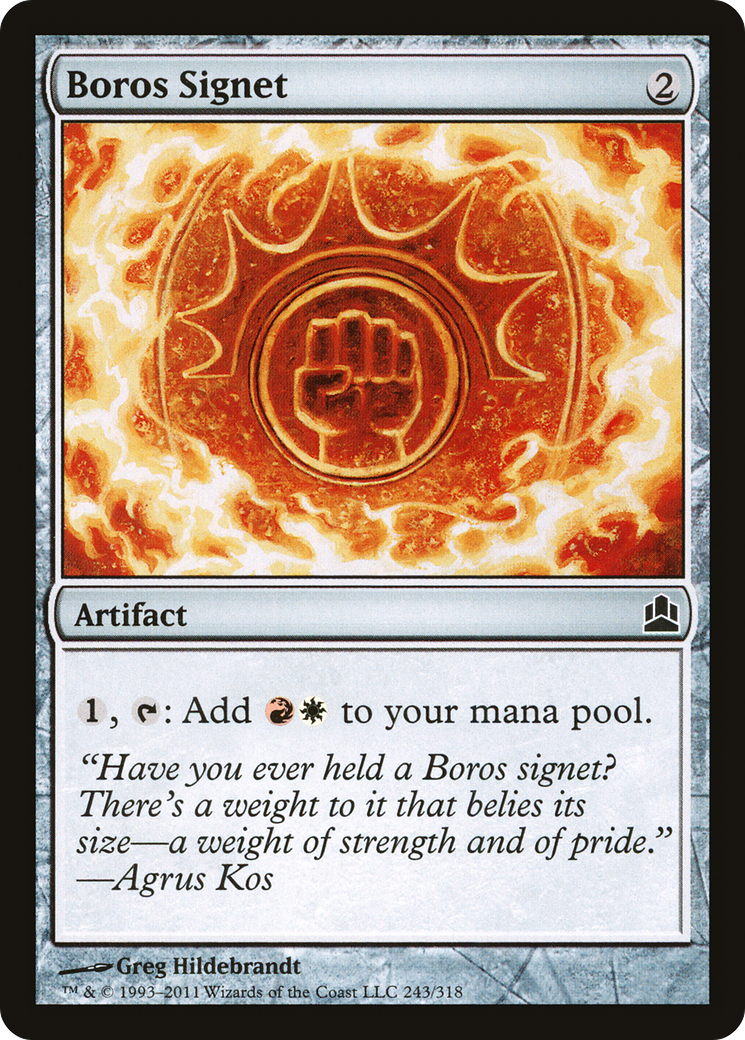 Boros Signet 2
Artifact
1, : Add to your mana pool.
“Have you ever held a Boros signet?
There’s a weight to it that belies its
size—a weight of strength and of pride.”
—Agrus Kos
Greg Hildebrandt
™ & © 1993–2011 Wizards of the Coast LLC 243/318